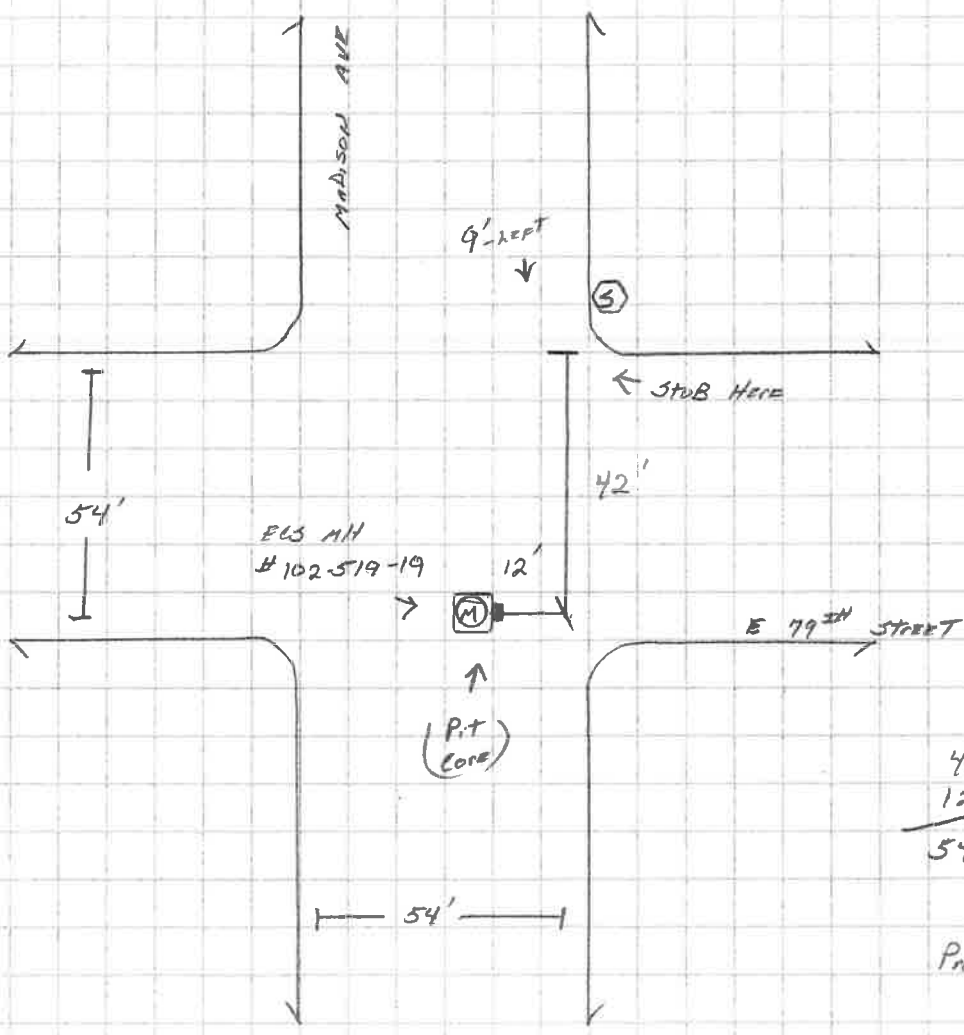 MADISON AVE
9'-LEFT
S
← STUB HERE
54'
42'
ECS MH
# 102-519-19
12'
M
E 79TH STREET
(Pit
Core)
12
54'